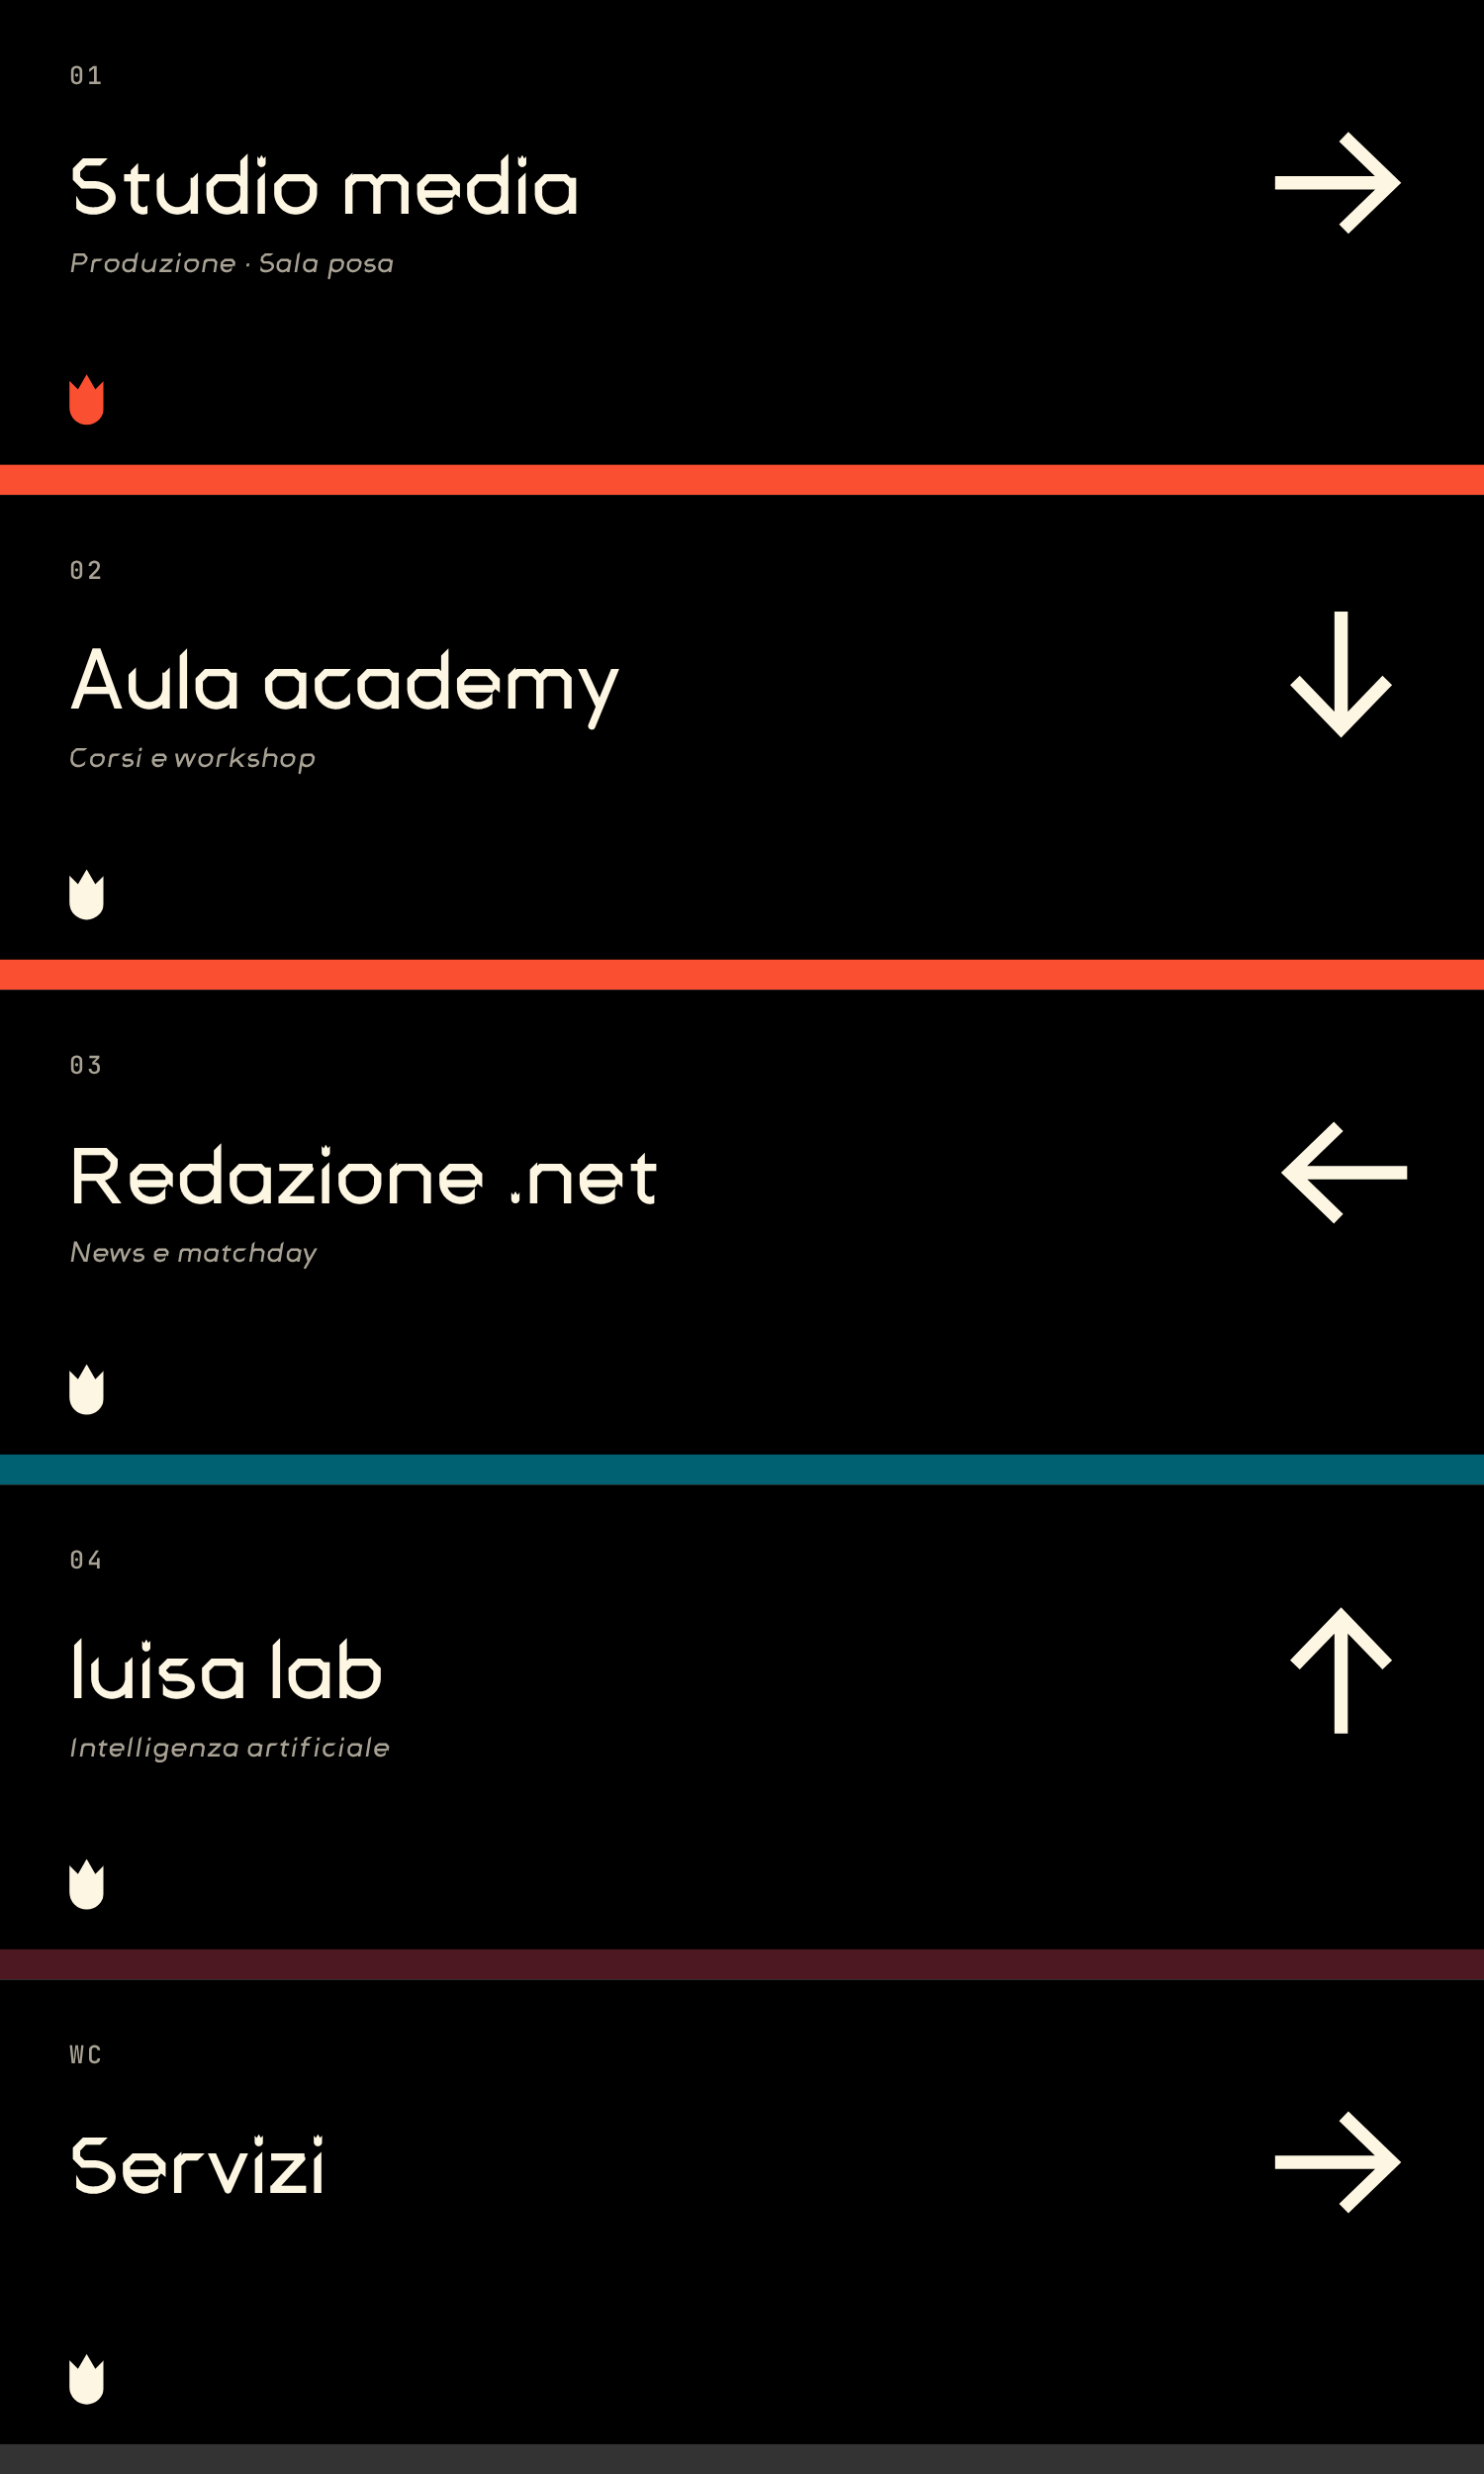 01
Studio media
Produzione · Sala posa
02
Aula academy
Corsi e workshop
03
Redazione .net
News e matchday
04
luisa lab
Intelligenza artificiale
WC
Servizi